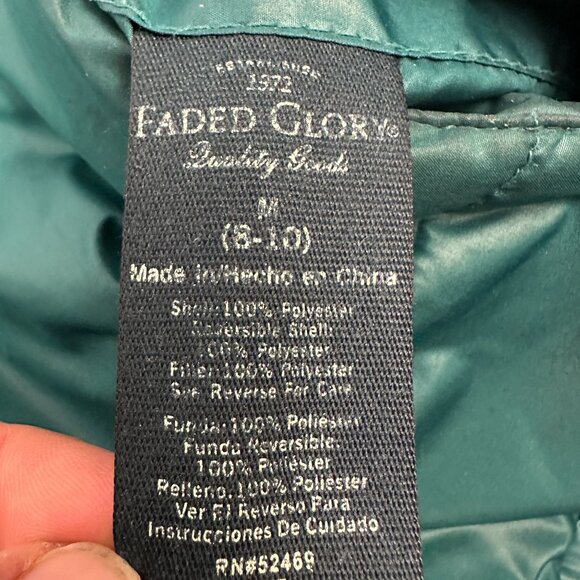 ESTABLISHED
1972
FADED GLORY®
Quality Goods
M
(8-10)
Made in/Hecho en China
Shell: 100% Polyester
Reversible Shell:
100% Polyester
Filler: 100% Polyester
See Reverse For Care
Funda: 100% Poliester
Funda Reversible:
100% Poliester
Relleno: 100% Poliester
Ver El Reverso Para
Instrucciones De Cuidado
RN#52469